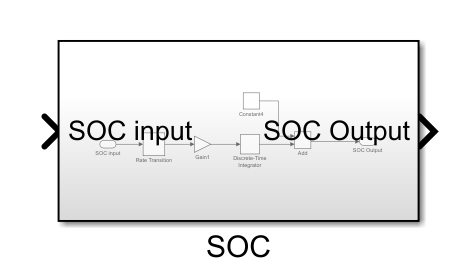 SOC input
SOC Output
Constant4
SOC input
Rate Transition
Gain1
Discrete-Time
Integrator
Add
SOC Output
SOC